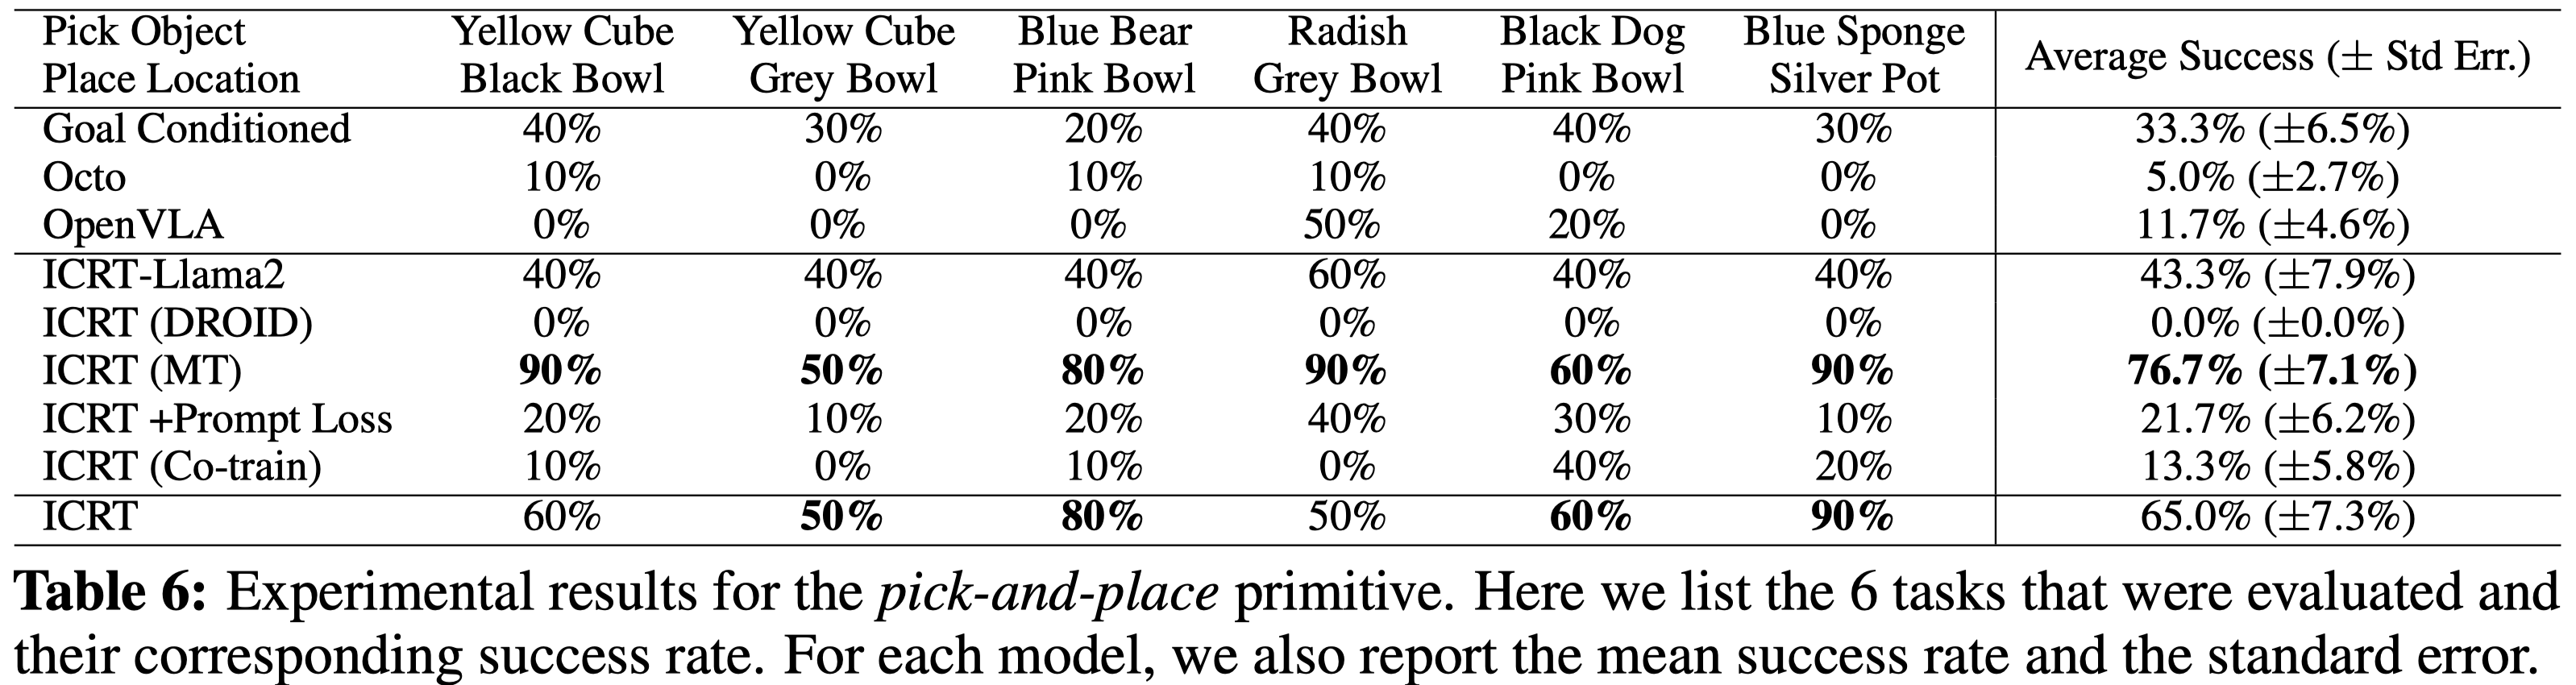 Pick Object Yellow Cube Yellow Cube Blue Bear Radish Black Dog Blue Sponge Average Success (± Std Err.)
Place Location Black Bowl Grey Bowl Pink Bowl Grey Bowl Pink Bowl Silver Pot
Goal Conditioned 40% 30% 20% 40% 40% 30% 33.3% (±6.5%)
Octo 10% 0% 10% 10% 0% 0% 5.0% (±2.7%)
OpenVLA 0% 0% 0% 50% 20% 0% 11.7% (±4.6%)
ICRT-Llama2 40% 40% 40% 60% 40% 40% 43.3% (±7.9%)
ICRT (DROID) 0% 0% 0% 0% 0% 0% 0.0% (±0.0%)
ICRT (MT) 90% 50% 80% 90% 60% 90% 76.7% (±7.1%)
ICRT +Prompt Loss 20% 10% 20% 40% 30% 10% 21.7% (±6.2%)
ICRT (Co-train) 10% 0% 10% 0% 40% 20% 13.3% (±5.8%)
ICRT 60% 50% 80% 50% 60% 90% 65.0% (±7.3%)
Table 6: Experimental results for the pick-and-place primitive. Here we list the 6 tasks that were evaluated and
their corresponding success rate. For each model, we also report the mean success rate and the standard error.